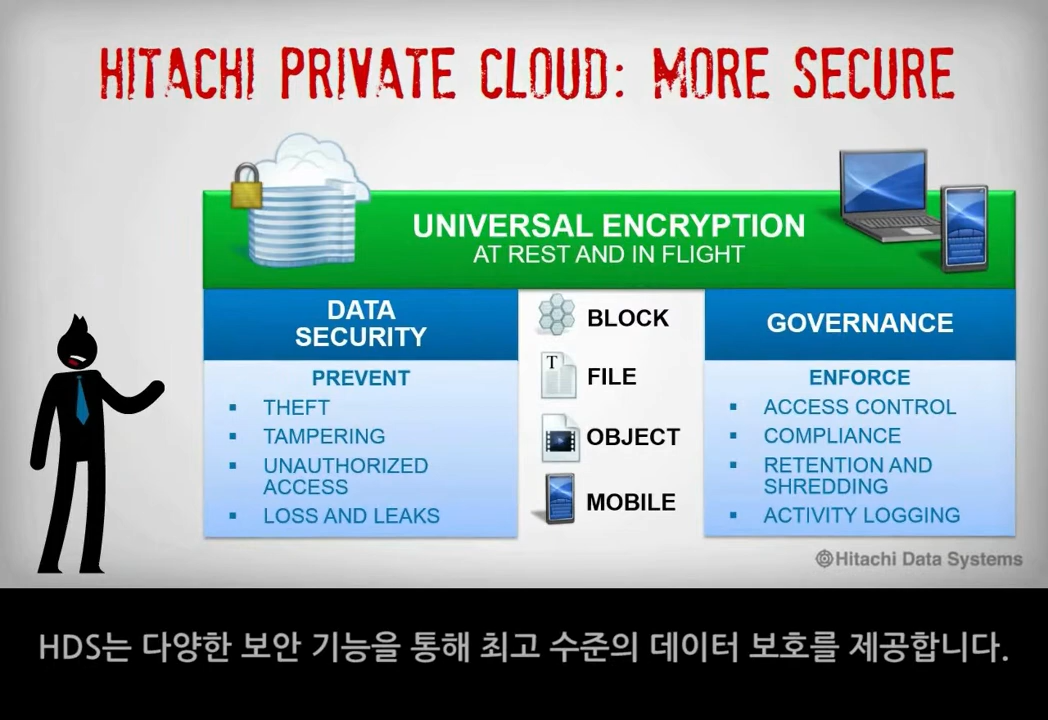 HITACHI PRIVATE CLOUD: MORE SECURE
UNIVERSAL ENCRYPTION
AT REST AND IN FLIGHT
DATA
SECURITY
PREVENT
▪ THEFT
▪ TAMPERING
▪ UNAUTHORIZED
ACCESS
▪ LOSS AND LEAKS
BLOCK
T
FILE
OBJECT
MOBILE
GOVERNANCE
ENFORCE
▪ ACCESS CONTROL
▪ COMPLIANCE
▪ RETENTION AND
SHREDDING
▪ ACTIVITY LOGGING
Hitachi Data Systems
HDS는 다양한 보안 기능을 통해 최고 수준의 데이터 보호를 제공합니다.